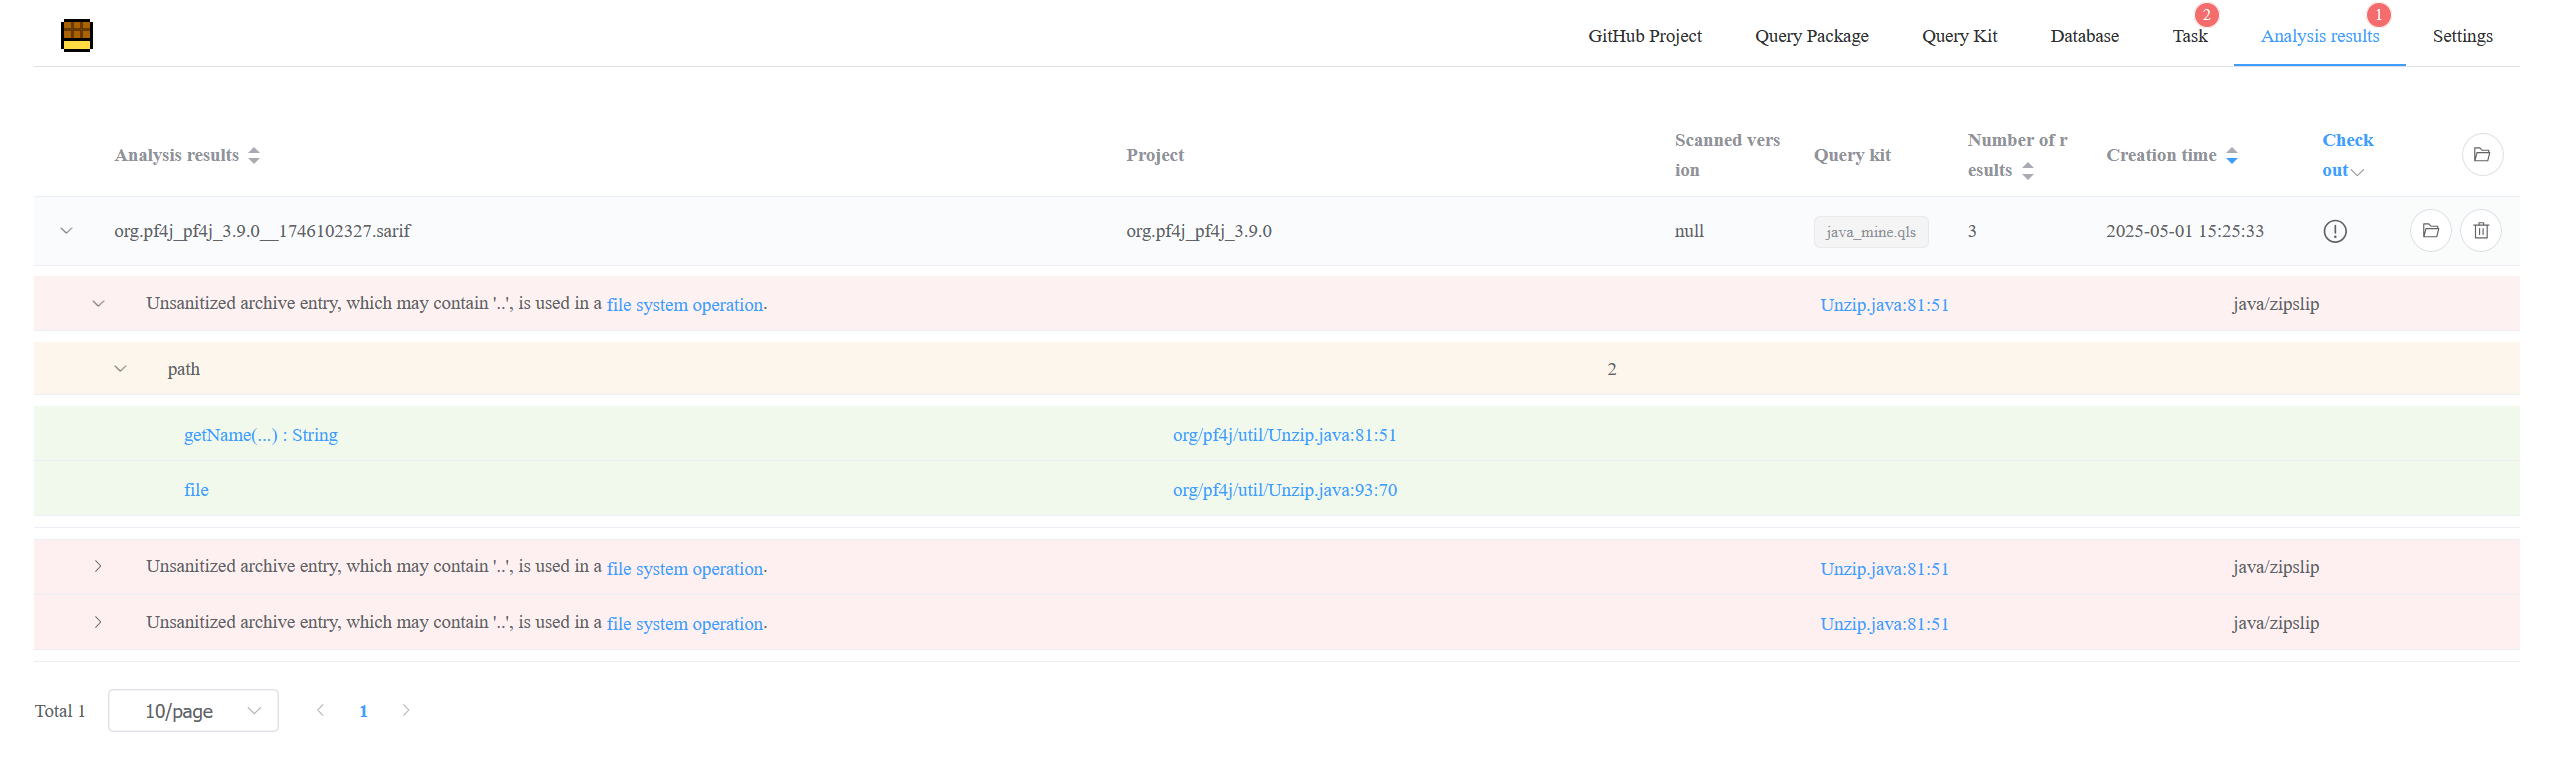 GitHub Project
Query Package
Query Kit
Database
Task
2
Analysis results
1
Settings
Analysis results
Project
Scanned vers
ion
Query kit
Number of r
esults
Creation time
Check
out
org.pf4j_pf4j_3.9.0__1746102327.sarif
org.pf4j_pf4j_3.9.0
null
java_mine.qls
3
2025-05-01 15:25:33
Unsanitized archive entry, which may contain '..', is used in a file system operation.
Unzip.java:81:51
java/zipslip
path
2
getName(...) : String
org/pf4j/util/Unzip.java:81:51
file
org/pf4j/util/Unzip.java:93:70
Unsanitized archive entry, which may contain '..', is used in a file system operation.
Unzip.java:81:51
java/zipslip
Unsanitized archive entry, which may contain '..', is used in a file system operation.
Unzip.java:81:51
java/zipslip
Total 1
10/page
1